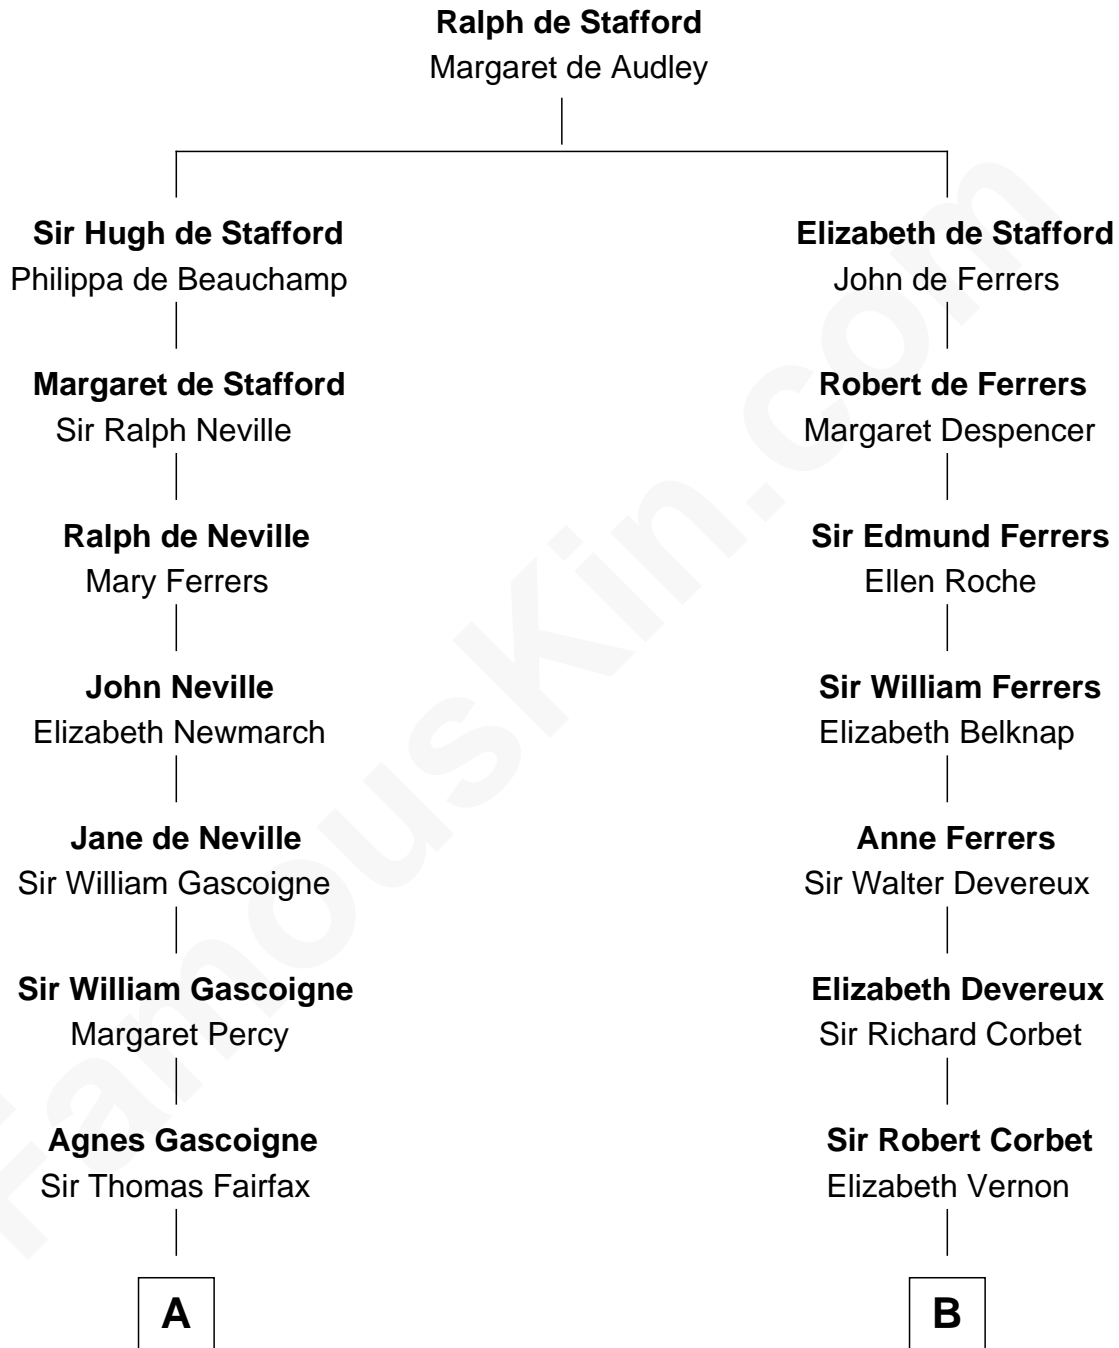 Ralph de Stafford
Margaret de Audley
Sir Hugh de Stafford
Philippa de Beauchamp
Elizabeth de Stafford
John de Ferrers
Margaret de Stafford
Sir Ralph Neville
Robert de Ferrers
Margaret Despencer
Ralph de Neville
Mary Ferrers
Sir Edmund Ferrers
Ellen Roche
John Neville
Elizabeth Newmarch
Sir William Ferrers
Elizabeth Belknap
Jane de Neville
Sir William Gascoigne
Anne Ferrers
Sir Walter Devereux
Sir William Gascoigne
Margaret Percy
Elizabeth Devereux
Sir Richard Corbet
Agnes Gascoigne
Sir Thomas Fairfax
Sir Robert Corbet
Elizabeth Vernon
A
B
FamousKin.com